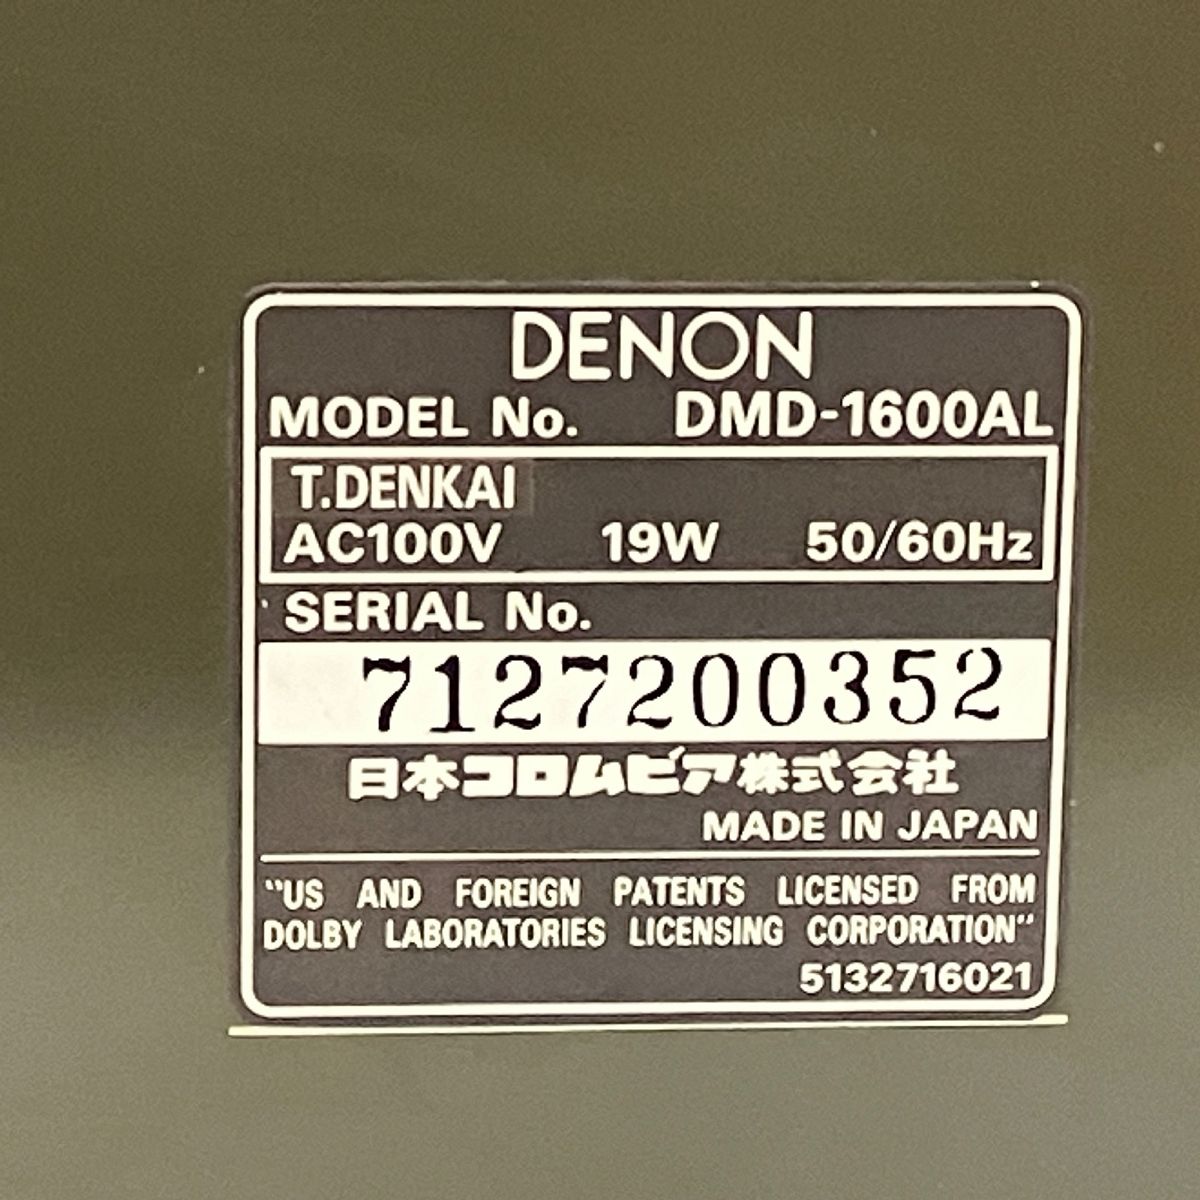 DENON
MODEL No. DMD-1600AL
T.DENKAI
AC100V 19W 50/60Hz
SERIAL No.
7127200352
日本コロムビア株式会社
MADE IN JAPAN
"US AND FOREIGN PATENTS LICENSED FROM
DOLBY LABORATORIES LICENSING CORPORATION"
5132716021